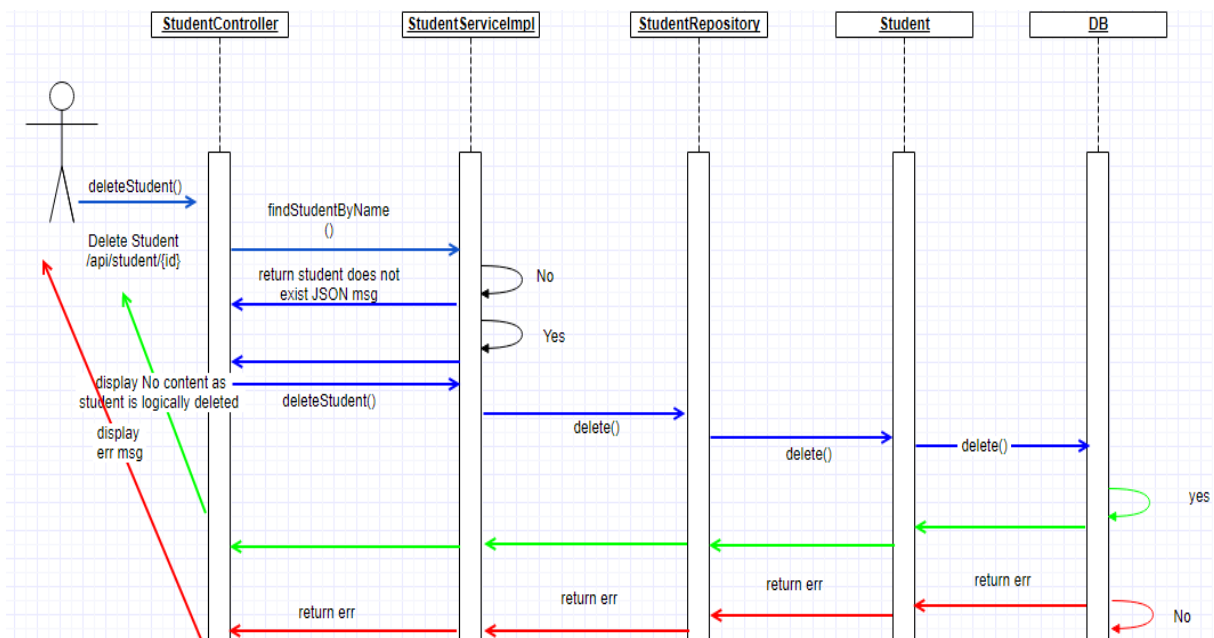 StudentController
StudentServiceImpl
StudentRepository
Student
DB
deleteStudent()
findStudentByName
()
Delete Student
/api/student/{id}
return student does not
exist JSON msg
No
Yes
display No content as
student is logically deleted
deleteStudent()
display
err msg
delete()
delete()
delete()
yes
return err
return err
return err
No